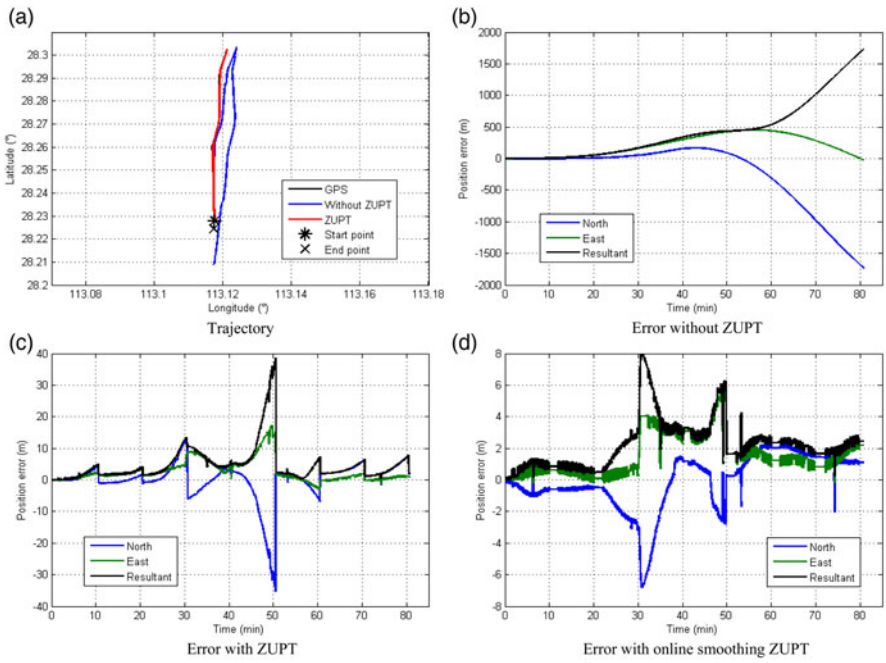 (a)
Latitude (°)
28.3
28.29
28.28
28.27
28.26
28.25
28.24
28.23
28.22
28.21
28.2
GPS
Without ZUPT
ZUPT
Start point
End point
113.08
113.1
113.12
113.14
113.16
113.18
Longitude (°)
Trajectory
(b)
Position error (m)
2000
1500
1000
500
0
-500
-1000
-1500
-2000
North
East
Resultant
0
10
20
30
40
50
60
70
80
Time (min)
Error without ZUPT
(c)
Position error (m)
40
30
20
10
0
-10
-20
-30
-40
North
East
Resultant
0
10
20
30
40
50
60
70
80
Time (min)
Error with ZUPT
(d)
Position error (m)
8
6
4
2
0
-2
-4
-6
-8
North
East
Resultant
0
10
20
30
40
50
60
70
80
Time (min)
Error with online smoothing ZUPT